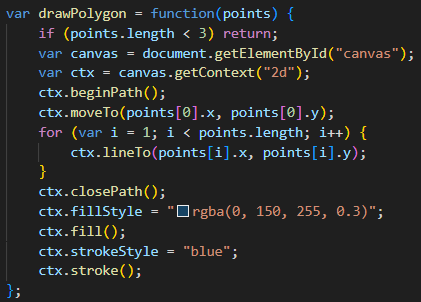 var drawPolygon = function(points) {
    if (points.length < 3) return;
    var canvas = document.getElementById("canvas");
    var ctx = canvas.getContext("2d");
    ctx.beginPath();
    ctx.moveTo(points[0].x, points[0].y);
    for (var i = 1; i < points.length; i++) {
        ctx.lineTo(points[i].x, points[i].y);
    }
    ctx.closePath();
    ctx.fillStyle = "rgba(0, 150, 255, 0.3)";
    ctx.fill();
    ctx.strokeStyle = "blue";
    ctx.stroke();
};